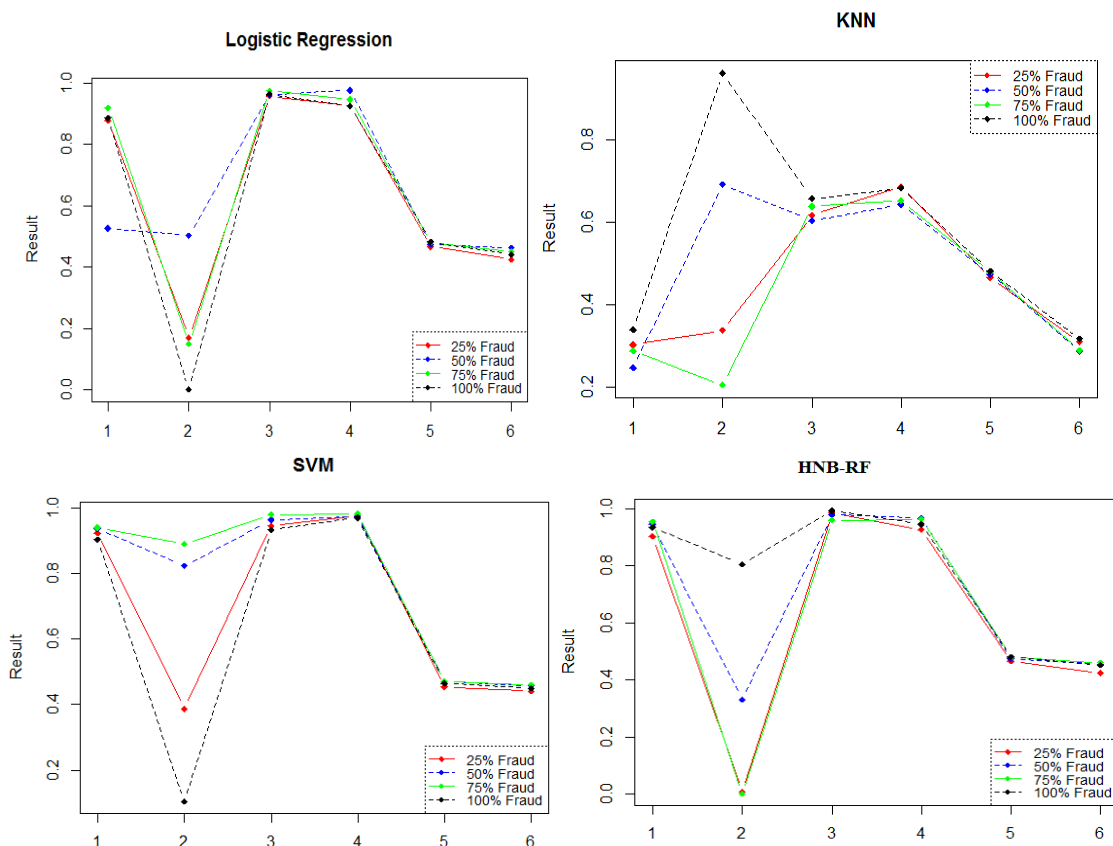 Logistic Regression
Result
0.0 0.2 0.4 0.6 0.8 1.0
1 2 3 4 5 6
25% Fraud
50% Fraud
75% Fraud
100% Fraud
KNN
Result
0.2 0.4 0.6 0.8
1 2 3 4 5 6
25% Fraud
50% Fraud
75% Fraud
100% Fraud
SVM
Result
0.2 0.4 0.6 0.8 1.0
1 2 3 4 5 6
25% Fraud
50% Fraud
75% Fraud
100% Fraud
HNB-RF
Result
0.0 0.2 0.4 0.6 0.8 1.0
1 2 3 4 5 6
25% Fraud
50% Fraud
75% Fraud
100% Fraud